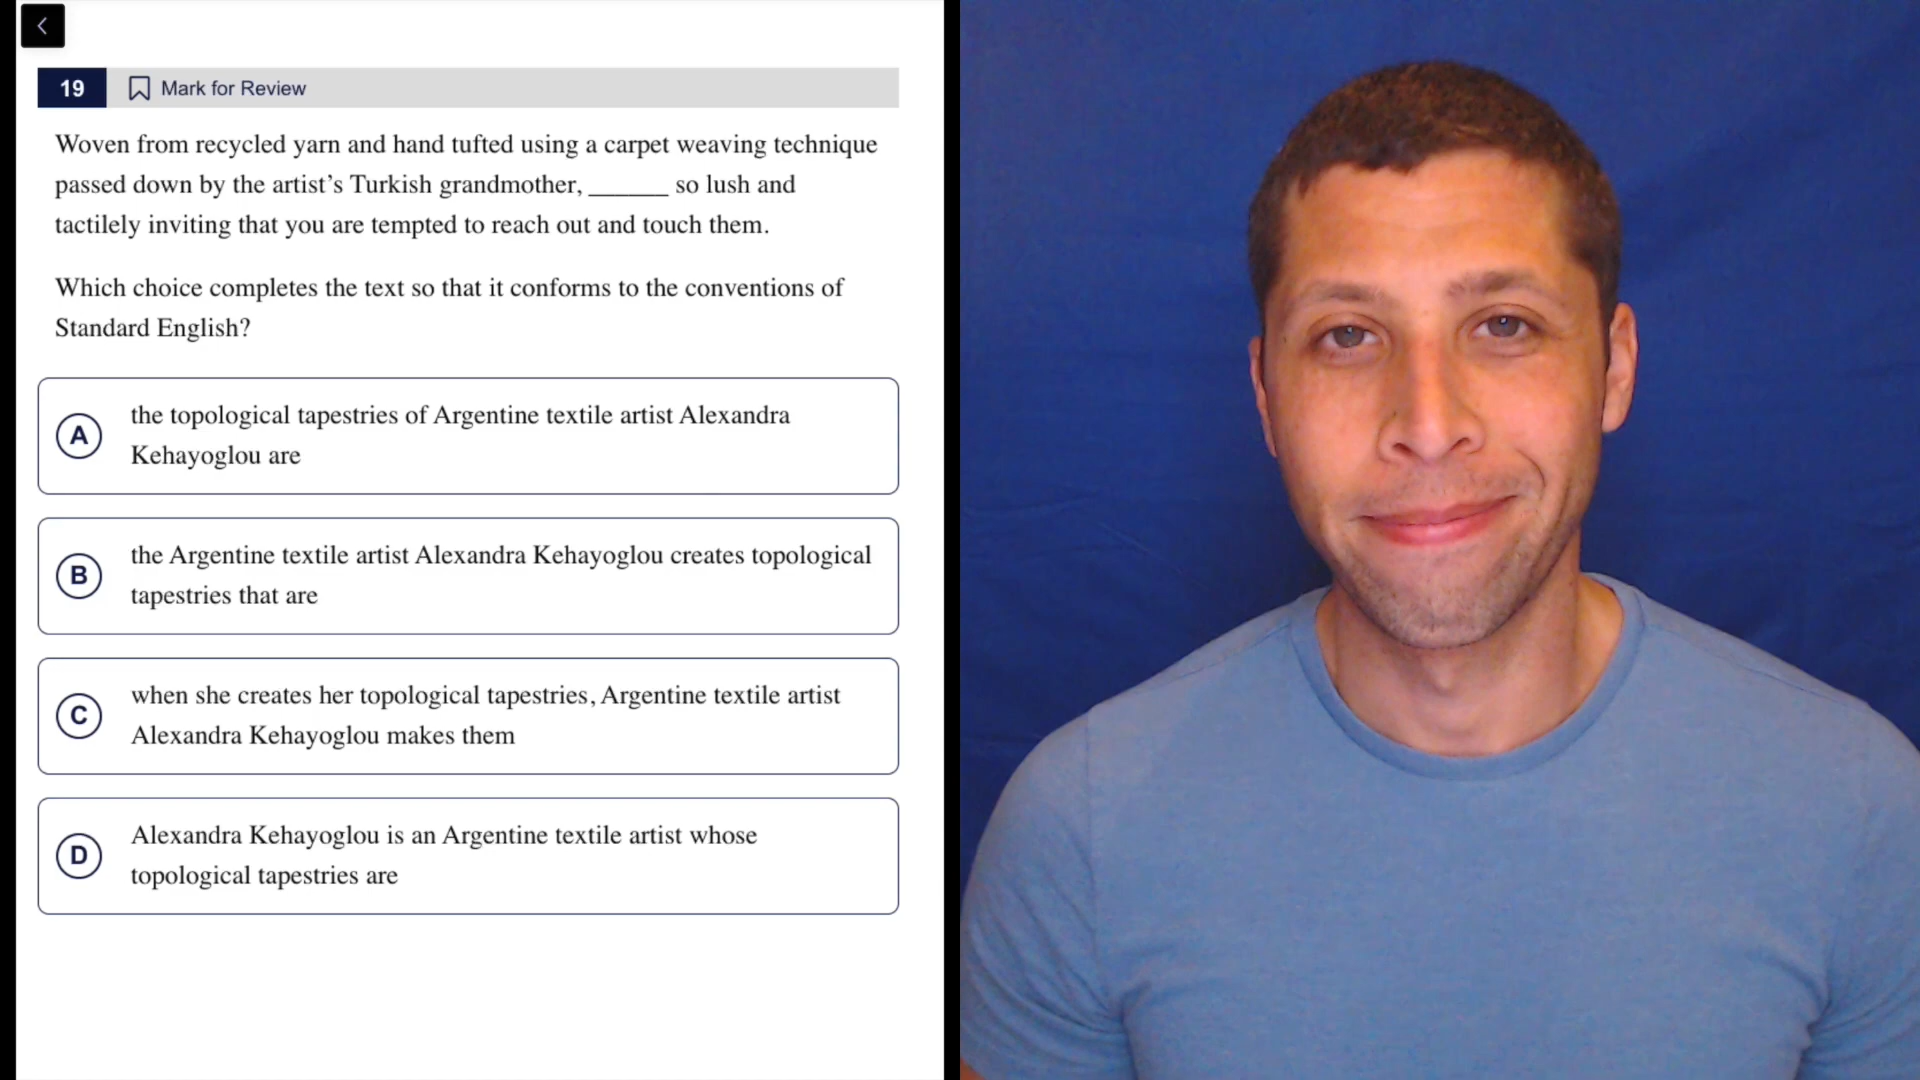 19 Mark for Review
Woven from recycled yarn and hand tufted using a carpet weaving technique
passed down by the artist’s Turkish grandmother, ______ so lush and
tactilely inviting that you are tempted to reach out and touch them.
Which choice completes the text so that it conforms to the conventions of
Standard English?
A the topological tapestries of Argentine textile artist Alexandra
Kehayoglou are
B the Argentine textile artist Alexandra Kehayoglou creates topological
tapestries that are
C when she creates her topological tapestries, Argentine textile artist
Alexandra Kehayoglou makes them
D Alexandra Kehayoglou is an Argentine textile artist whose
topological tapestries are